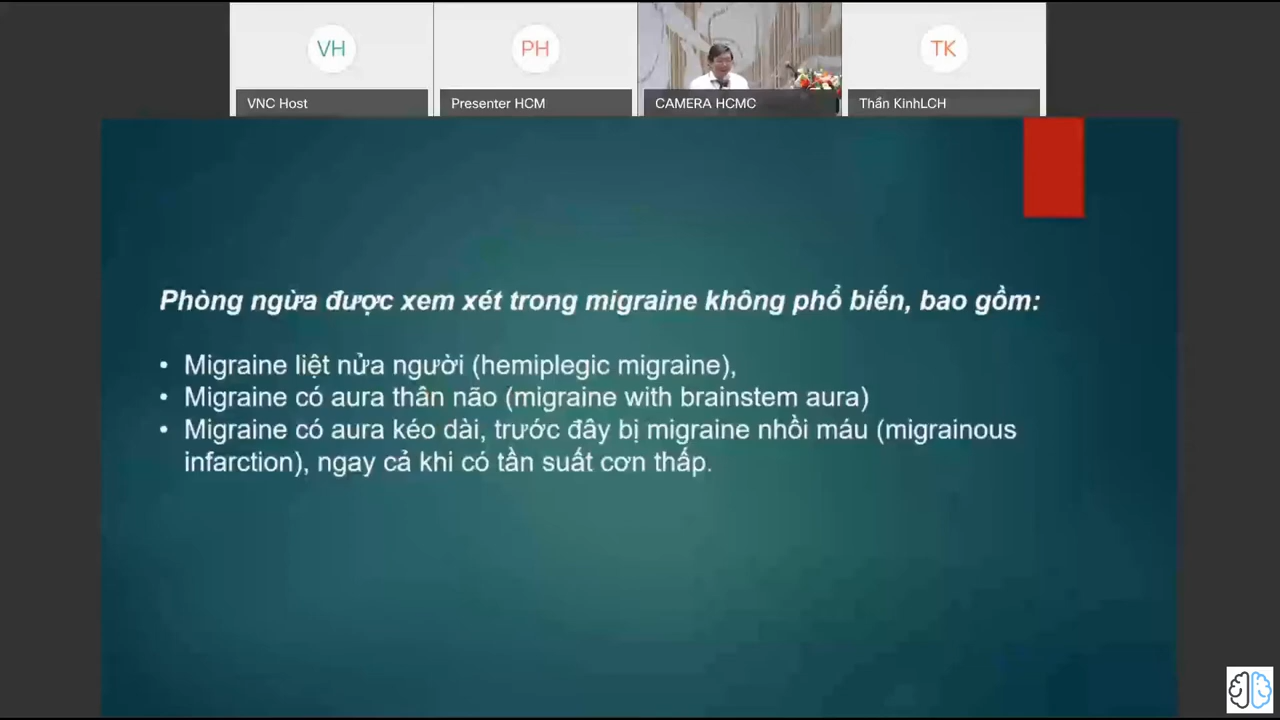 VH
PH
TK
VNC Host
Presenter HCM
CAMERA HCMC
Thần KinhLCH
Phòng ngừa được xem xét trong migraine không phổ biến, bao gồm:
• Migraine liệt nửa người (hemiplegic migraine),
• Migraine có aura thân não (migraine with brainstem aura)
• Migraine có aura kéo dài, trước đây bị migraine nhồi máu (migrainous
infarction), ngay cả khi có tần suất cơn thấp.